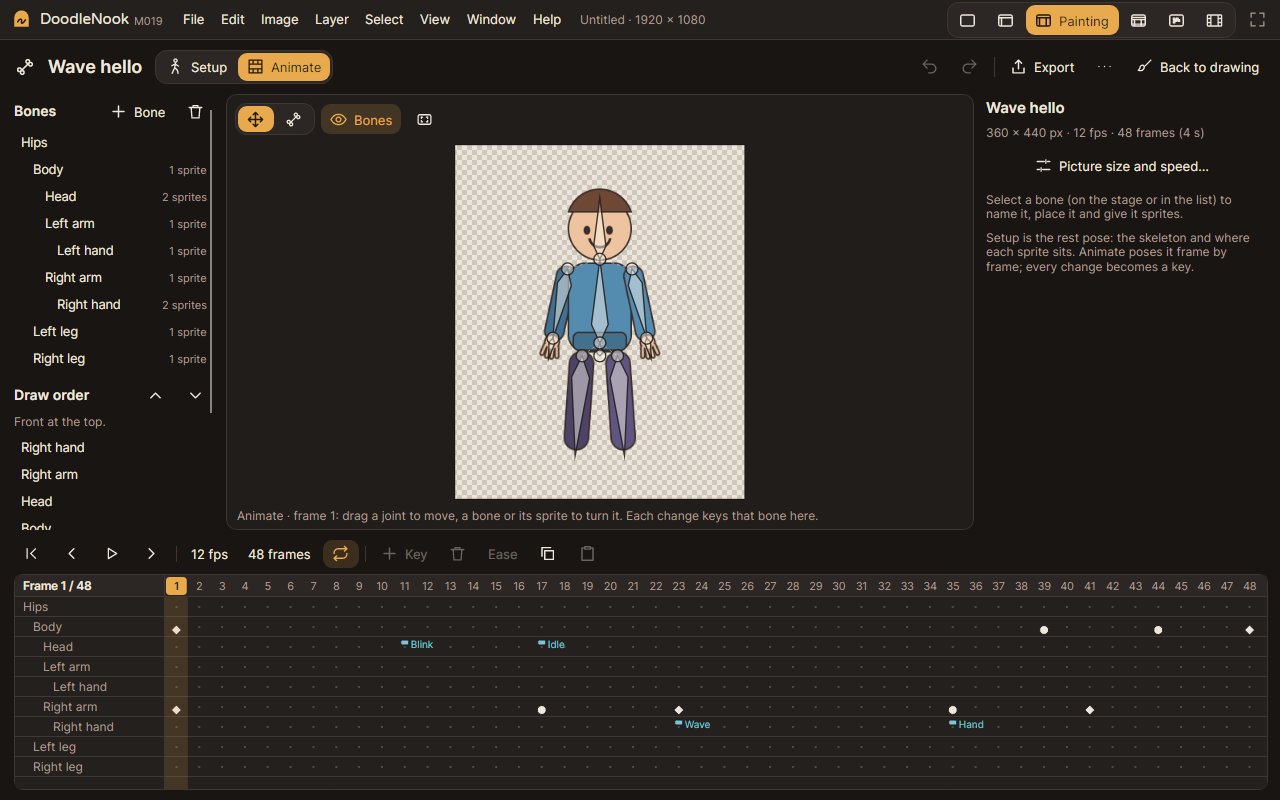 DoodleNook M019 File Edit Image Layer Select View Window Help Untitled · 1920 × 1080 Painting
Wave hello Setup Animate Export ··· Back to drawing
Bones + Bone
Hips
Body 1 sprite
Head 2 sprites
Left arm 1 sprite
Left hand 1 sprite
Right arm 1 sprite
Right hand 2 sprites
Left leg 1 sprite
Right leg 1 sprite
Draw order
Front at the top.
Right hand
Right arm
Head
Body
Bones
Animate · frame 1: drag a joint to move, a bone or its sprite to turn it. Each change keys that bone here.
Wave hello
360 × 440 px · 12 fps · 48 frames (4 s)
Picture size and speed...
Select a bone (on the stage or in the list) to
name it, place it and give it sprites.
Setup is the rest pose: the skeleton and where
each sprite sits. Animate poses it frame by
frame; every change becomes a key.
12 fps 48 frames + Key Ease
Frame 1 / 48 1 2 3 4 5 6 7 8 9 10 11 12 13 14 15 16 17 18 19 20 21 22 23 24 25 26 27 28 29 30 31 32 33 34 35 36 37 38 39 40 41 42 43 44 45 46 47 48
Hips
Body
Head Blink Idle
Left arm
Left hand
Right arm
Right hand Wave Hand
Left leg
Right leg